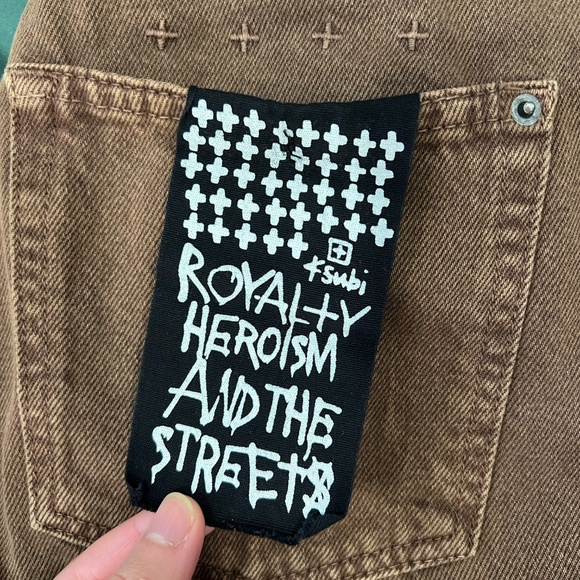 ksubi
ROYALTY
HEROISM
AND THE
STREET$